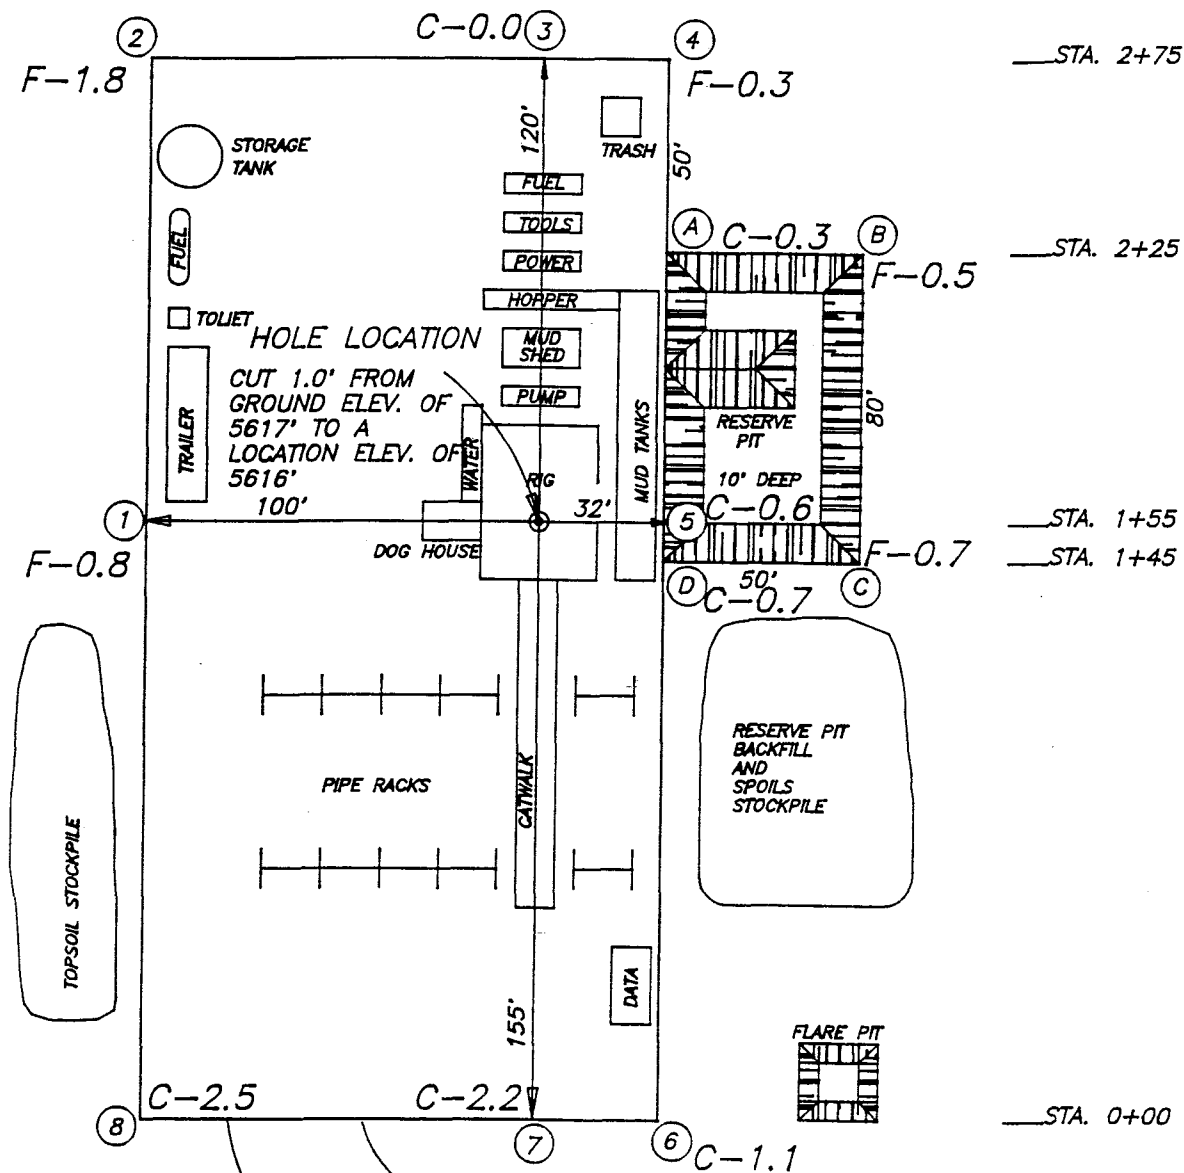 2
C-0.0
3
4
STA. 2+75
F-1.8
F-0.3
120'
TRASH
50'
STORAGE
TANK
FUEL
TOOLS
POWER
A
C-0.3
B
STA. 2+25
F-0.5
FUEL
HOPPER
TOLIET
HOLE LOCATION
MUD
SHED
CUT 1.0' FROM
GROUND ELEV. OF
5617' TO A
LOCATION ELEV. OF
5616'
PUMP
TRAILER
WATER
MUD TANKS
RESERVE
PIT
80'
10' DEEP
RIG
100'
32'
C-0.6
1
5
STA. 1+55
DOG HOUSE
F-0.8
F-0.7
STA. 1+45
D
50'
C
C-0.7
PIPE RACKS
CATWALK
RESERVE PIT
BACKFILL
AND
SPOILS
STOCKPILE
TOPSOIL STOCKPILE
DATA
155'
FLARE PIT
C-2.5
C-2.2
STA. 0+00
8
7
6
C-1.1